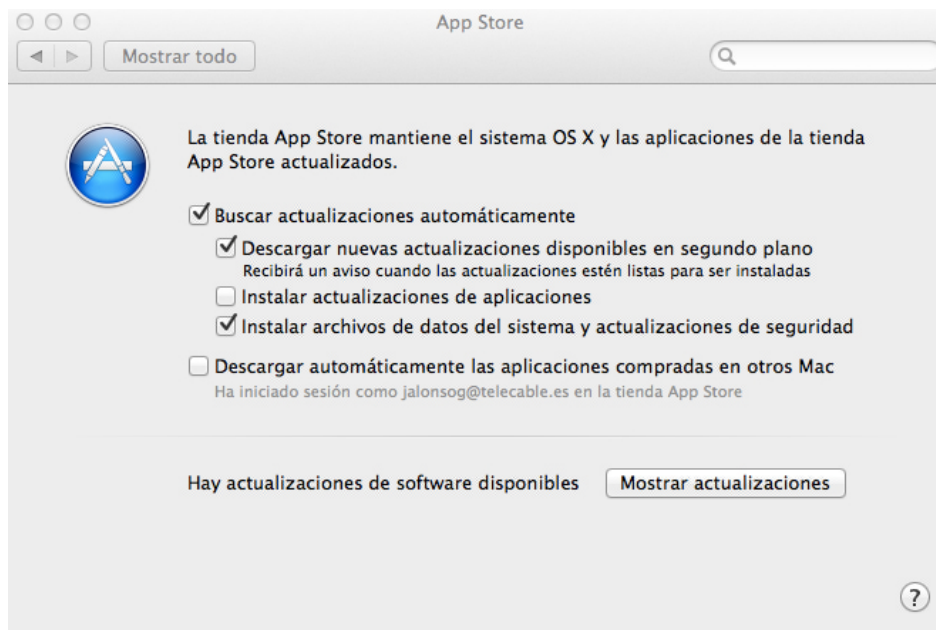 App Store
Mostrar todo
La tienda App Store mantiene el sistema OS X y las aplicaciones de la tienda
App Store actualizados.
Buscar actualizaciones automáticamente
Descargar nuevas actualizaciones disponibles en segundo plano
Recibirá un aviso cuando las actualizaciones estén listas para ser instaladas
Instalar actualizaciones de aplicaciones
Instalar archivos de datos del sistema y actualizaciones de seguridad
Descargar automáticamente las aplicaciones compradas en otros Mac
Ha iniciado sesión como jalonsog@telecable.es en la tienda App Store
Hay actualizaciones de software disponibles Mostrar actualizaciones
?